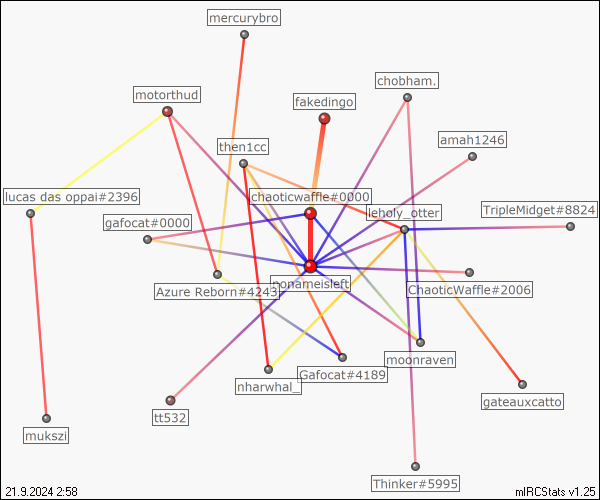 mercurybro
chobham.
motorthud
fakedingo
amah1246
then1cc
lucas das oppai#2396
chaoticwaffle#0000
leholy_otter
TripleMidget#8824
gafocat#0000
nonameisleft
Azure Reborn#4243
ChaoticWaffle#2006
moonraven
Gafocat#4189
nharwhal_
gateauxcatto
tt532
mukszi
Thinker#5995
21.9.2024 2:58
mIRCStats v1.25